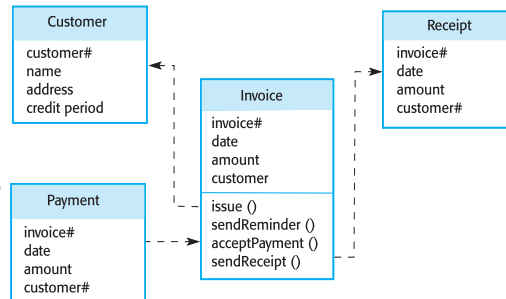 Customer
customer#
name
address
credit period
Invoice
invoice#
date
amount
customer
issue ()
sendReminder ()
acceptPayment ()
sendReceipt ()
Receipt
invoice#
date
amount
customer#
Payment
invoice#
date
amount
customer#